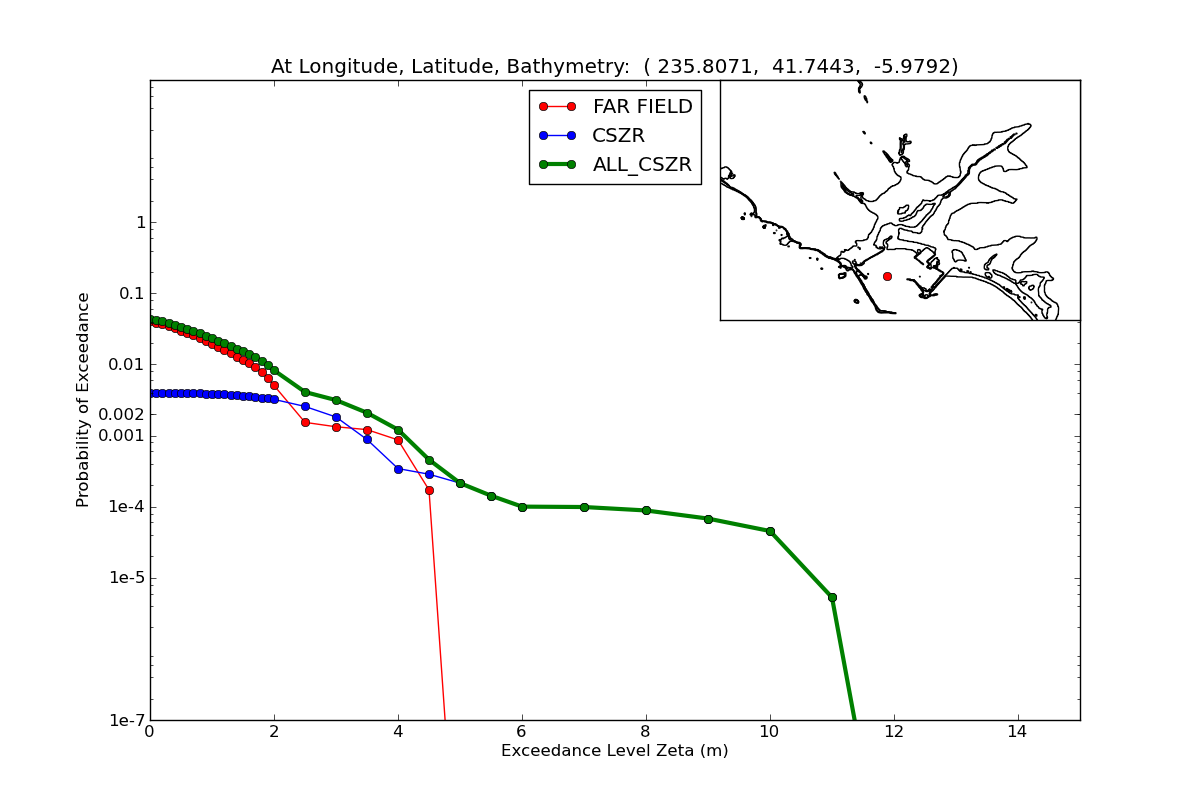 At Longitude, Latitude, Bathymetry: ( 235.8071, 41.7443, -5.9792)
FAR FIELD
CSZR
ALL_CSZR
Probability of Exceedance
1
0.1
0.01
0.002
0.001
1e-4
1e-5
1e-7
0 2 4 6 8 10 12 14
Exceedance Level Zeta (m)